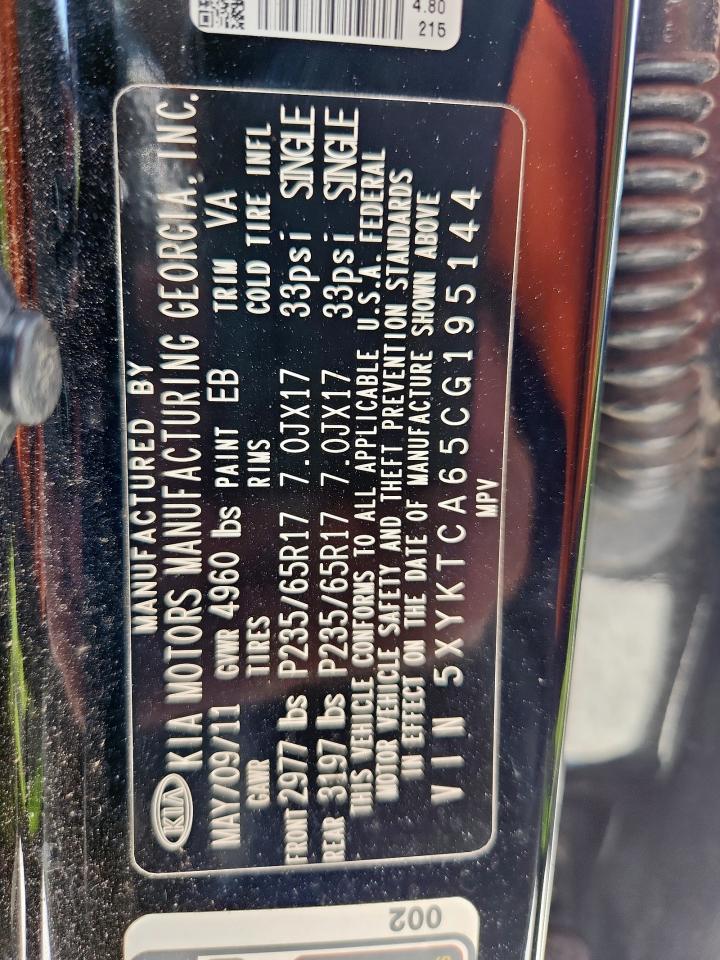 4.80
215
KIA
MANUFACTURED BY
KIA MOTORS MANUFACTURING GEORGIA, INC.
MAY/09/11 GVWR 4960 lbs PAINT EB TRIM VA
GAWR TIRES RIMS COLD TIRE INFL
FRONT 2977 lbs P235/65R17 7.0JX17 33psi SINGLE
REAR 3197 lbs P235/65R17 7.0JX17 33psi SINGLE
THIS VEHICLE CONFORMS TO ALL APPLICABLE U.S.A. FEDERAL
MOTOR VEHICLE SAFETY AND THEFT PREVENTION STANDARDS
IN EFFECT ON THE DATE OF MANUFACTURE SHOWN ABOVE
VIN 5XYKTCA65CG195144
MPV
002